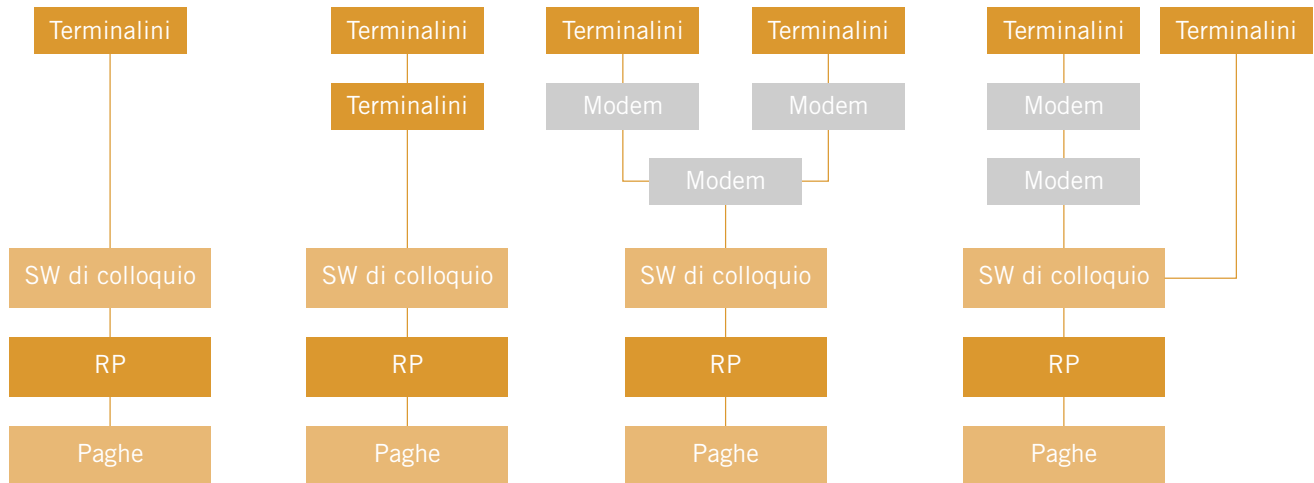 Terminalini
Terminalini
Terminalini
Terminalini
Terminalini
Terminalini
Terminalini
Modem
Modem
Modem
Modem
Modem
SW di colloquio
SW di colloquio
SW di colloquio
SW di colloquio
RP
RP
RP
RP
Paghe
Paghe
Paghe
Paghe